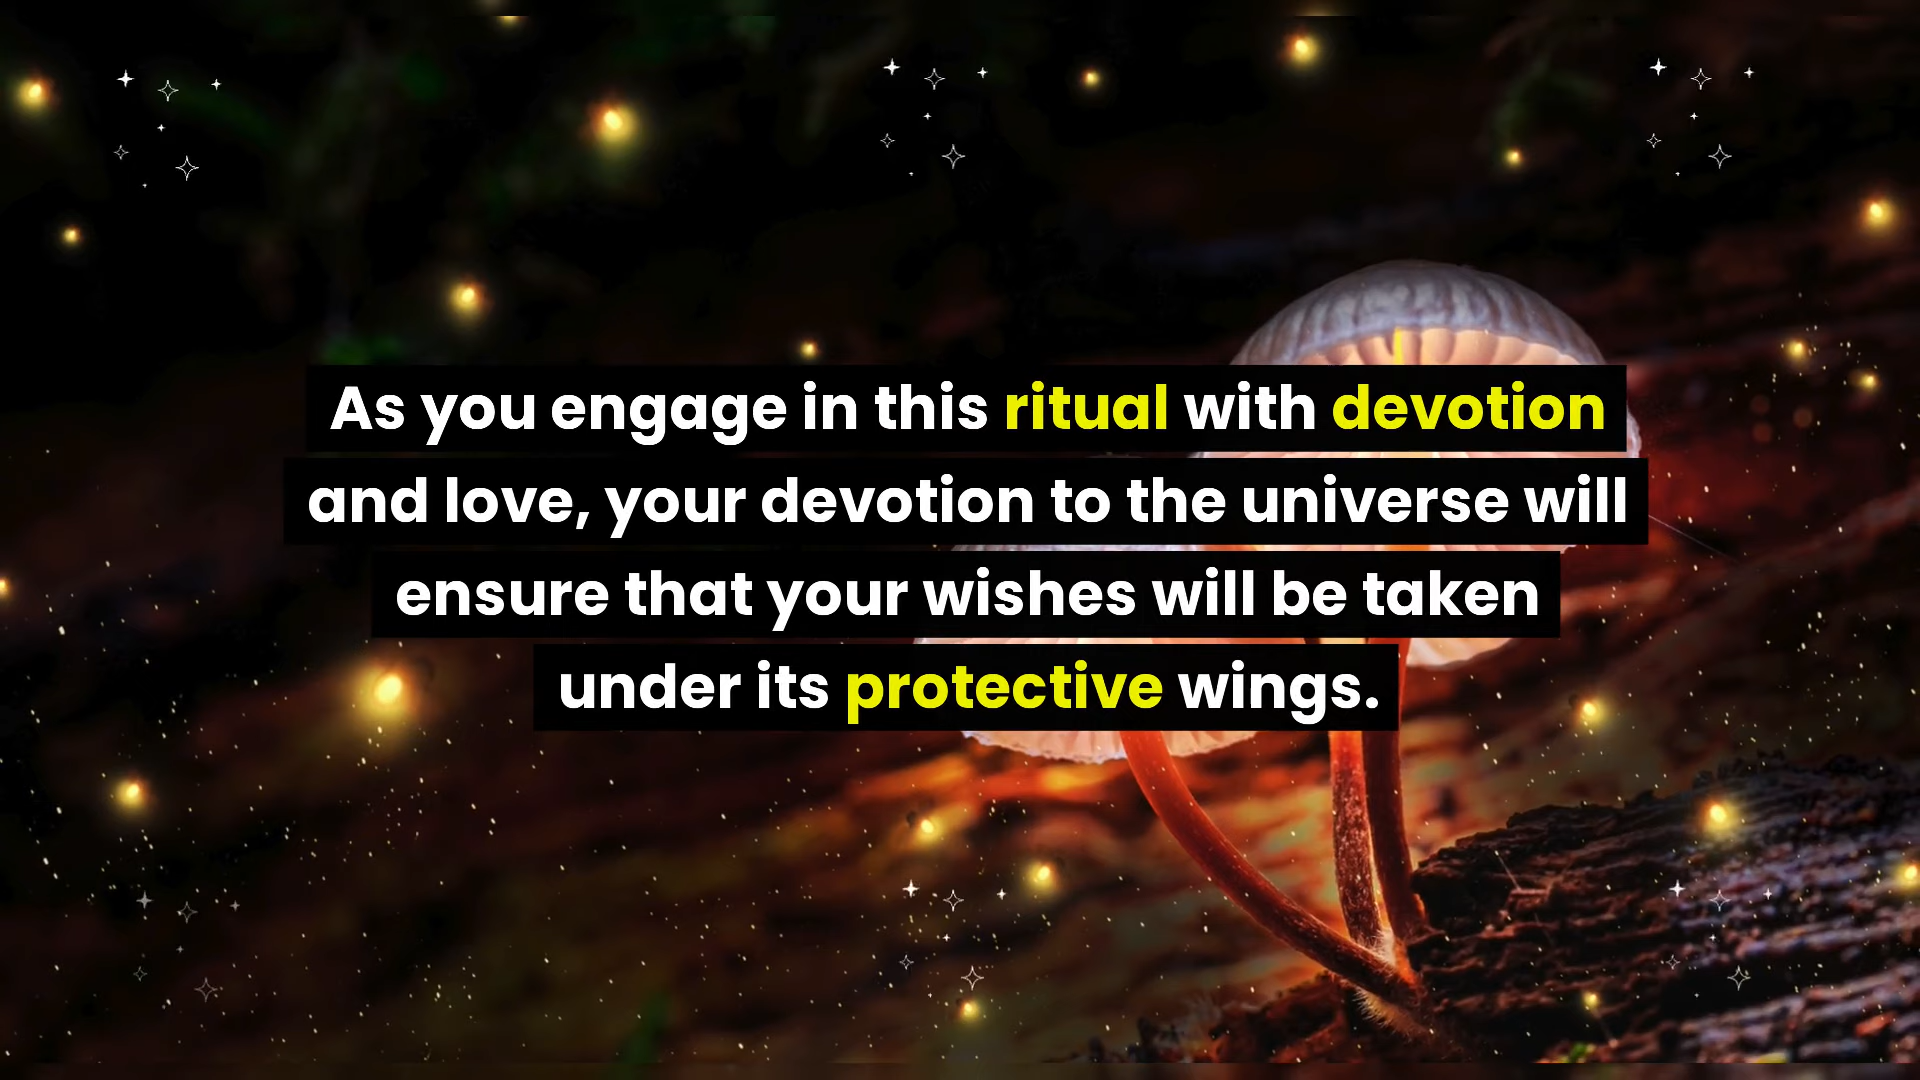 As you engage in this ritual with devotion
and love, your devotion to the universe will
ensure that your wishes will be taken
under its protective wings.